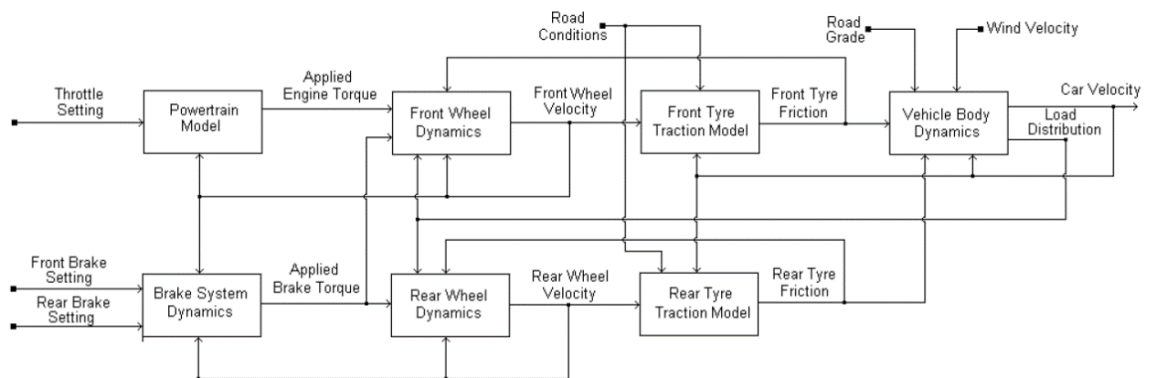 Road
Conditions
Road
Grade
Wind Velocity
Throttle
Setting
Powertrain
Model
Applied
Engine Torque
Front Wheel
Dynamics
Front Wheel
Velocity
Front Tyre
Traction Model
Front Tyre
Friction
Vehicle Body
Dynamics
Car Velocity
Load
Distribution
Front Brake
Setting
Rear Brake
Setting
Brake System
Dynamics
Applied
Brake Torque
Rear Wheel
Dynamics
Rear Wheel
Velocity
Rear Tyre
Traction Model
Rear Tyre
Friction